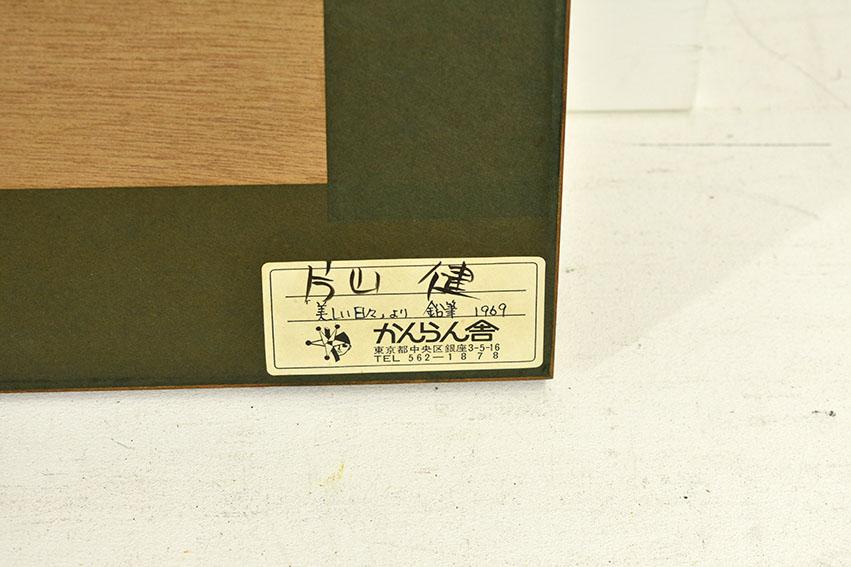 片山 健
「美しい日々」より 鉛筆 1969
かんらん舎
東京都中央区銀座3-5-16
TEL 562-1878